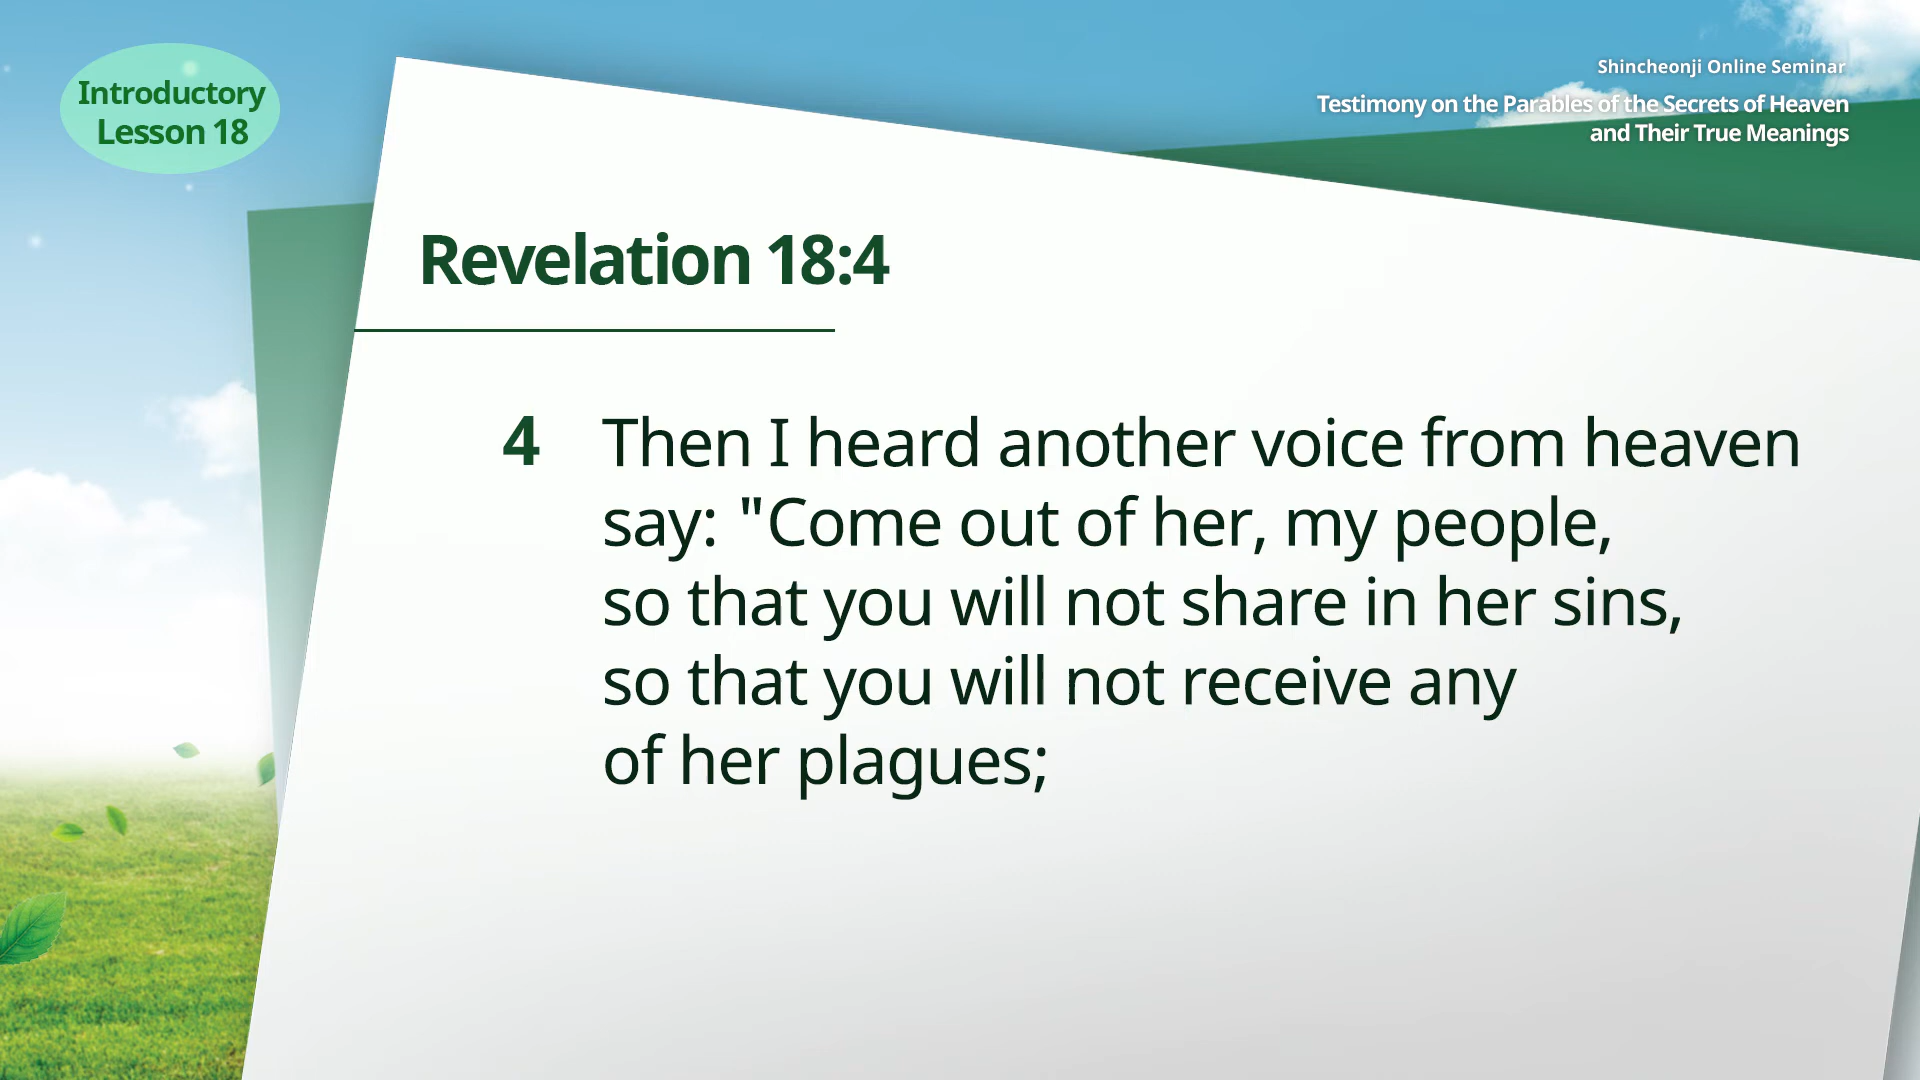 Introductory
Lesson 18
Shincheonji Online Seminar
Testimony on the Parables of the Secrets of Heaven
and Their True Meanings
Revelation 18:4
4 Then I heard another voice from heaven
say: "Come out of her, my people,
so that you will not share in her sins,
so that you will not receive any
of her plagues;